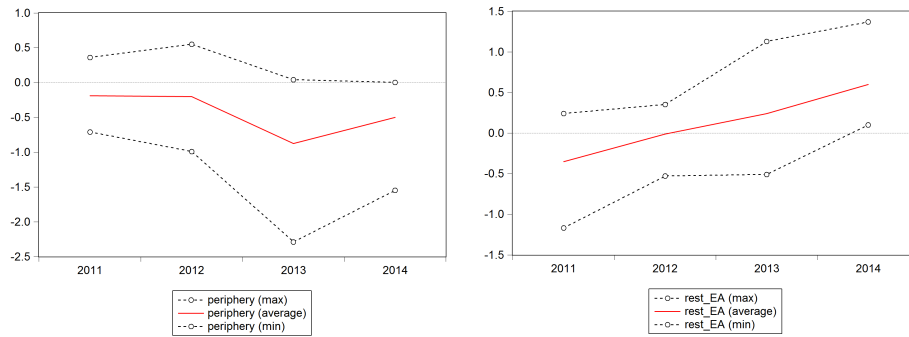 1.0
0.5
0.0
-0.5
-1.0
-1.5
-2.0
-2.5
2011 2012 2013 2014
periphery (max)
periphery (average)
periphery (min)
1.5
1.0
0.5
0.0
-0.5
-1.0
-1.5
2011 2012 2013 2014
rest_EA (max)
rest_EA (average)
rest_EA (min)